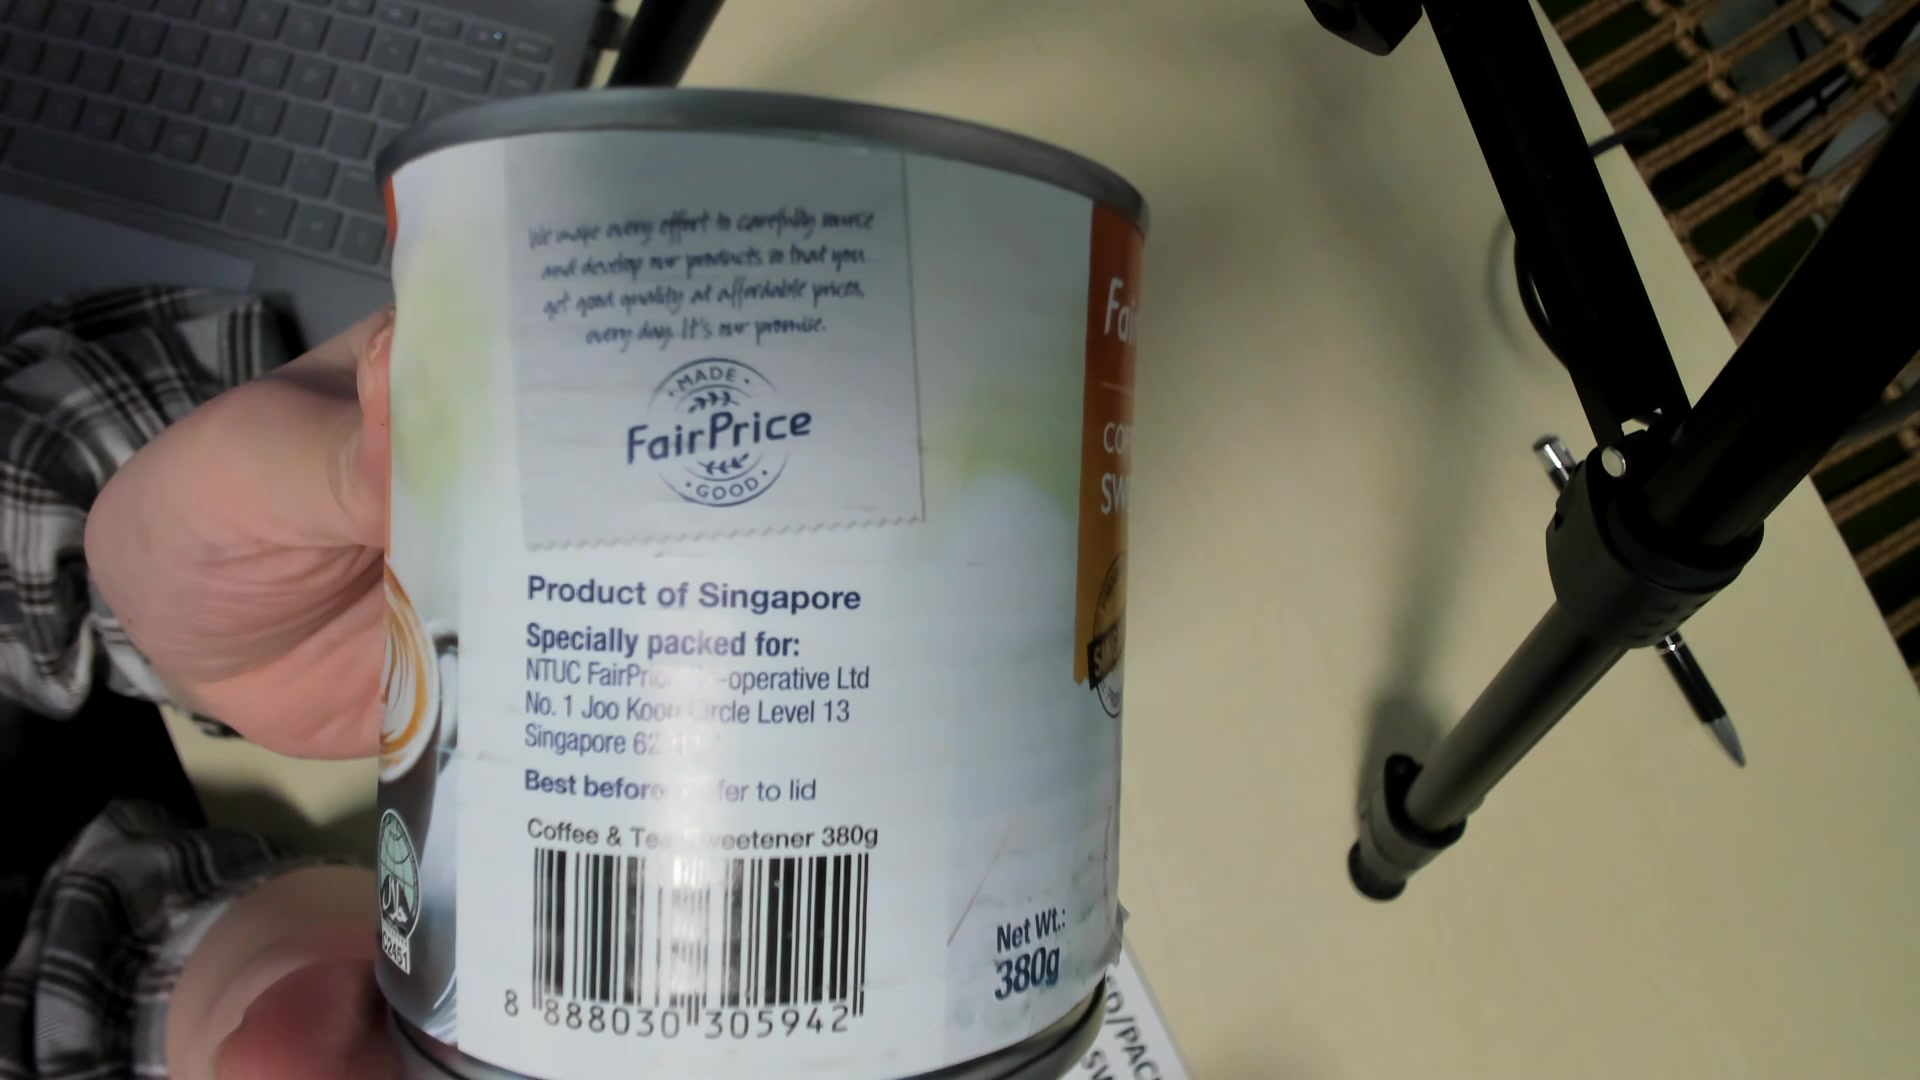 We make every effort to carefully source
and develop our products so that you
get good quality at affordable prices,
every day. It's our promise.
MADE
FairPrice
GOOD
Product of Singapore
Specially packed for:
NTUC -operative Ltd
No. 1 Joo Koon Circle Level 13
Singapore
Best before to lid
Coffee & Tea Sweetener 380g
8 888030 305942
Net Wt.:
380g
C2451